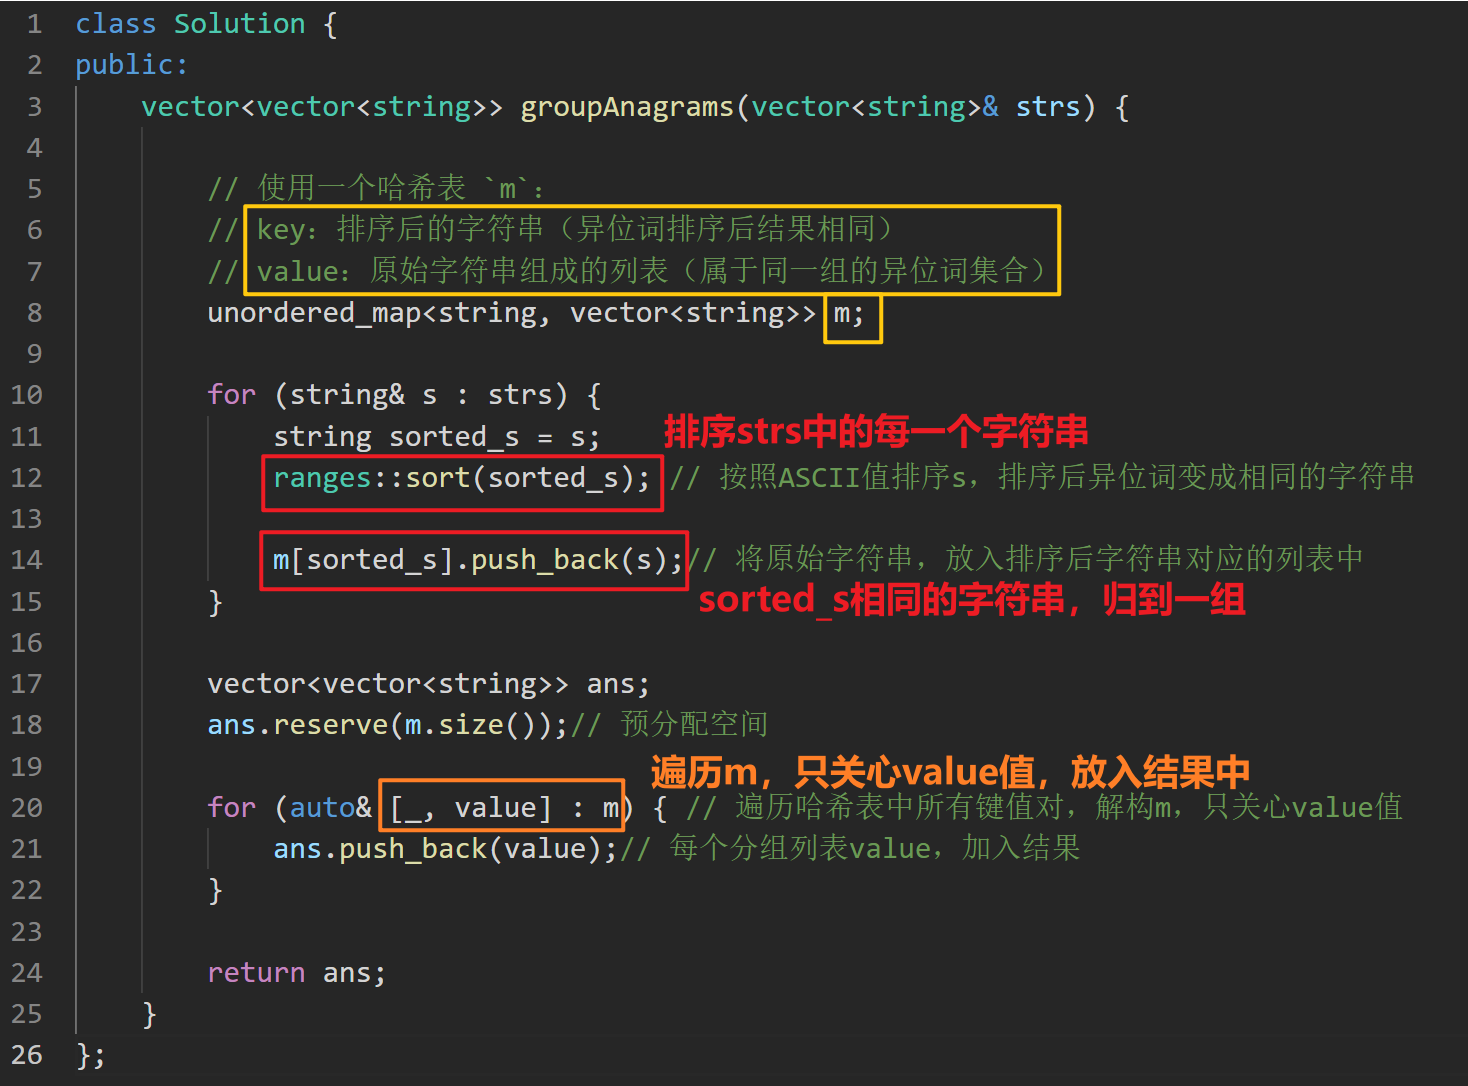 1 class Solution {
2 public:
3 vector<vector<string>> groupAnagrams(vector<string>& strs) {
4
5 // 使用一个哈希表 `m`：
6 // key：排序后的字符串（异位词排序后结果相同）
7 // value：原始字符串组成的列表（属于同一组的异位词集合）
8 unordered_map<string, vector<string>> m;
9
10 for (string& s : strs) {
11 string sorted_s = s;
排序strs中的每一个字符串
12 ranges::sort(sorted_s); // 按照ASCII值排序s，排序后异位词变成相同的字符串
13
14 m[sorted_s].push_back(s);// 将原始字符串，放入排序后字符串对应的列表中
15 }
sorted_s相同的字符串，归到一组
16
17 vector<vector<string>> ans;
18 ans.reserve(m.size());// 预分配空间
19
遍历m，只关心value值，放入结果中
20 for (auto& [_, value] : m) { // 遍历哈希表中所有键值对，解构m，只关心value值
21 ans.push_back(value);// 每个分组列表value，加入结果
22 }
23
24 return ans;
25 }
26 };